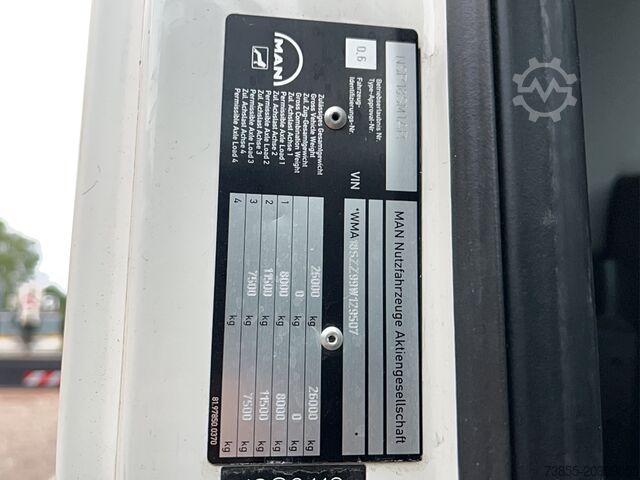 MAN
0.6
Betriebserlaubnis Nr.
Type-Approval-Nr.
Fahrzeug-
Identifizierungs-Nr.
VIN
MAN Nutzfahrzeuge Aktiengesellschaft
*WMA18SZZ99W129507
Zulässiges Gesamtgewicht
Gross Vehicle Weight
26000 kg 26000 kg
Zul. Zug-Gesamtgewicht
Gross Combination Weight
0 kg 0 kg
Zul. Achslast Achse 1
Permissible Axle Load 1
1 8000 kg 8000 kg
Zul. Achslast Achse 2
Permissible Axle Load 2
2 11500 kg 11500 kg
Zul. Achslast Achse 3
Permissible Axle Load 3
3 7500 kg 7500 kg
Zul. Achslast Achse 4
Permissible Axle Load 4
4 kg kg
81.97850.0370